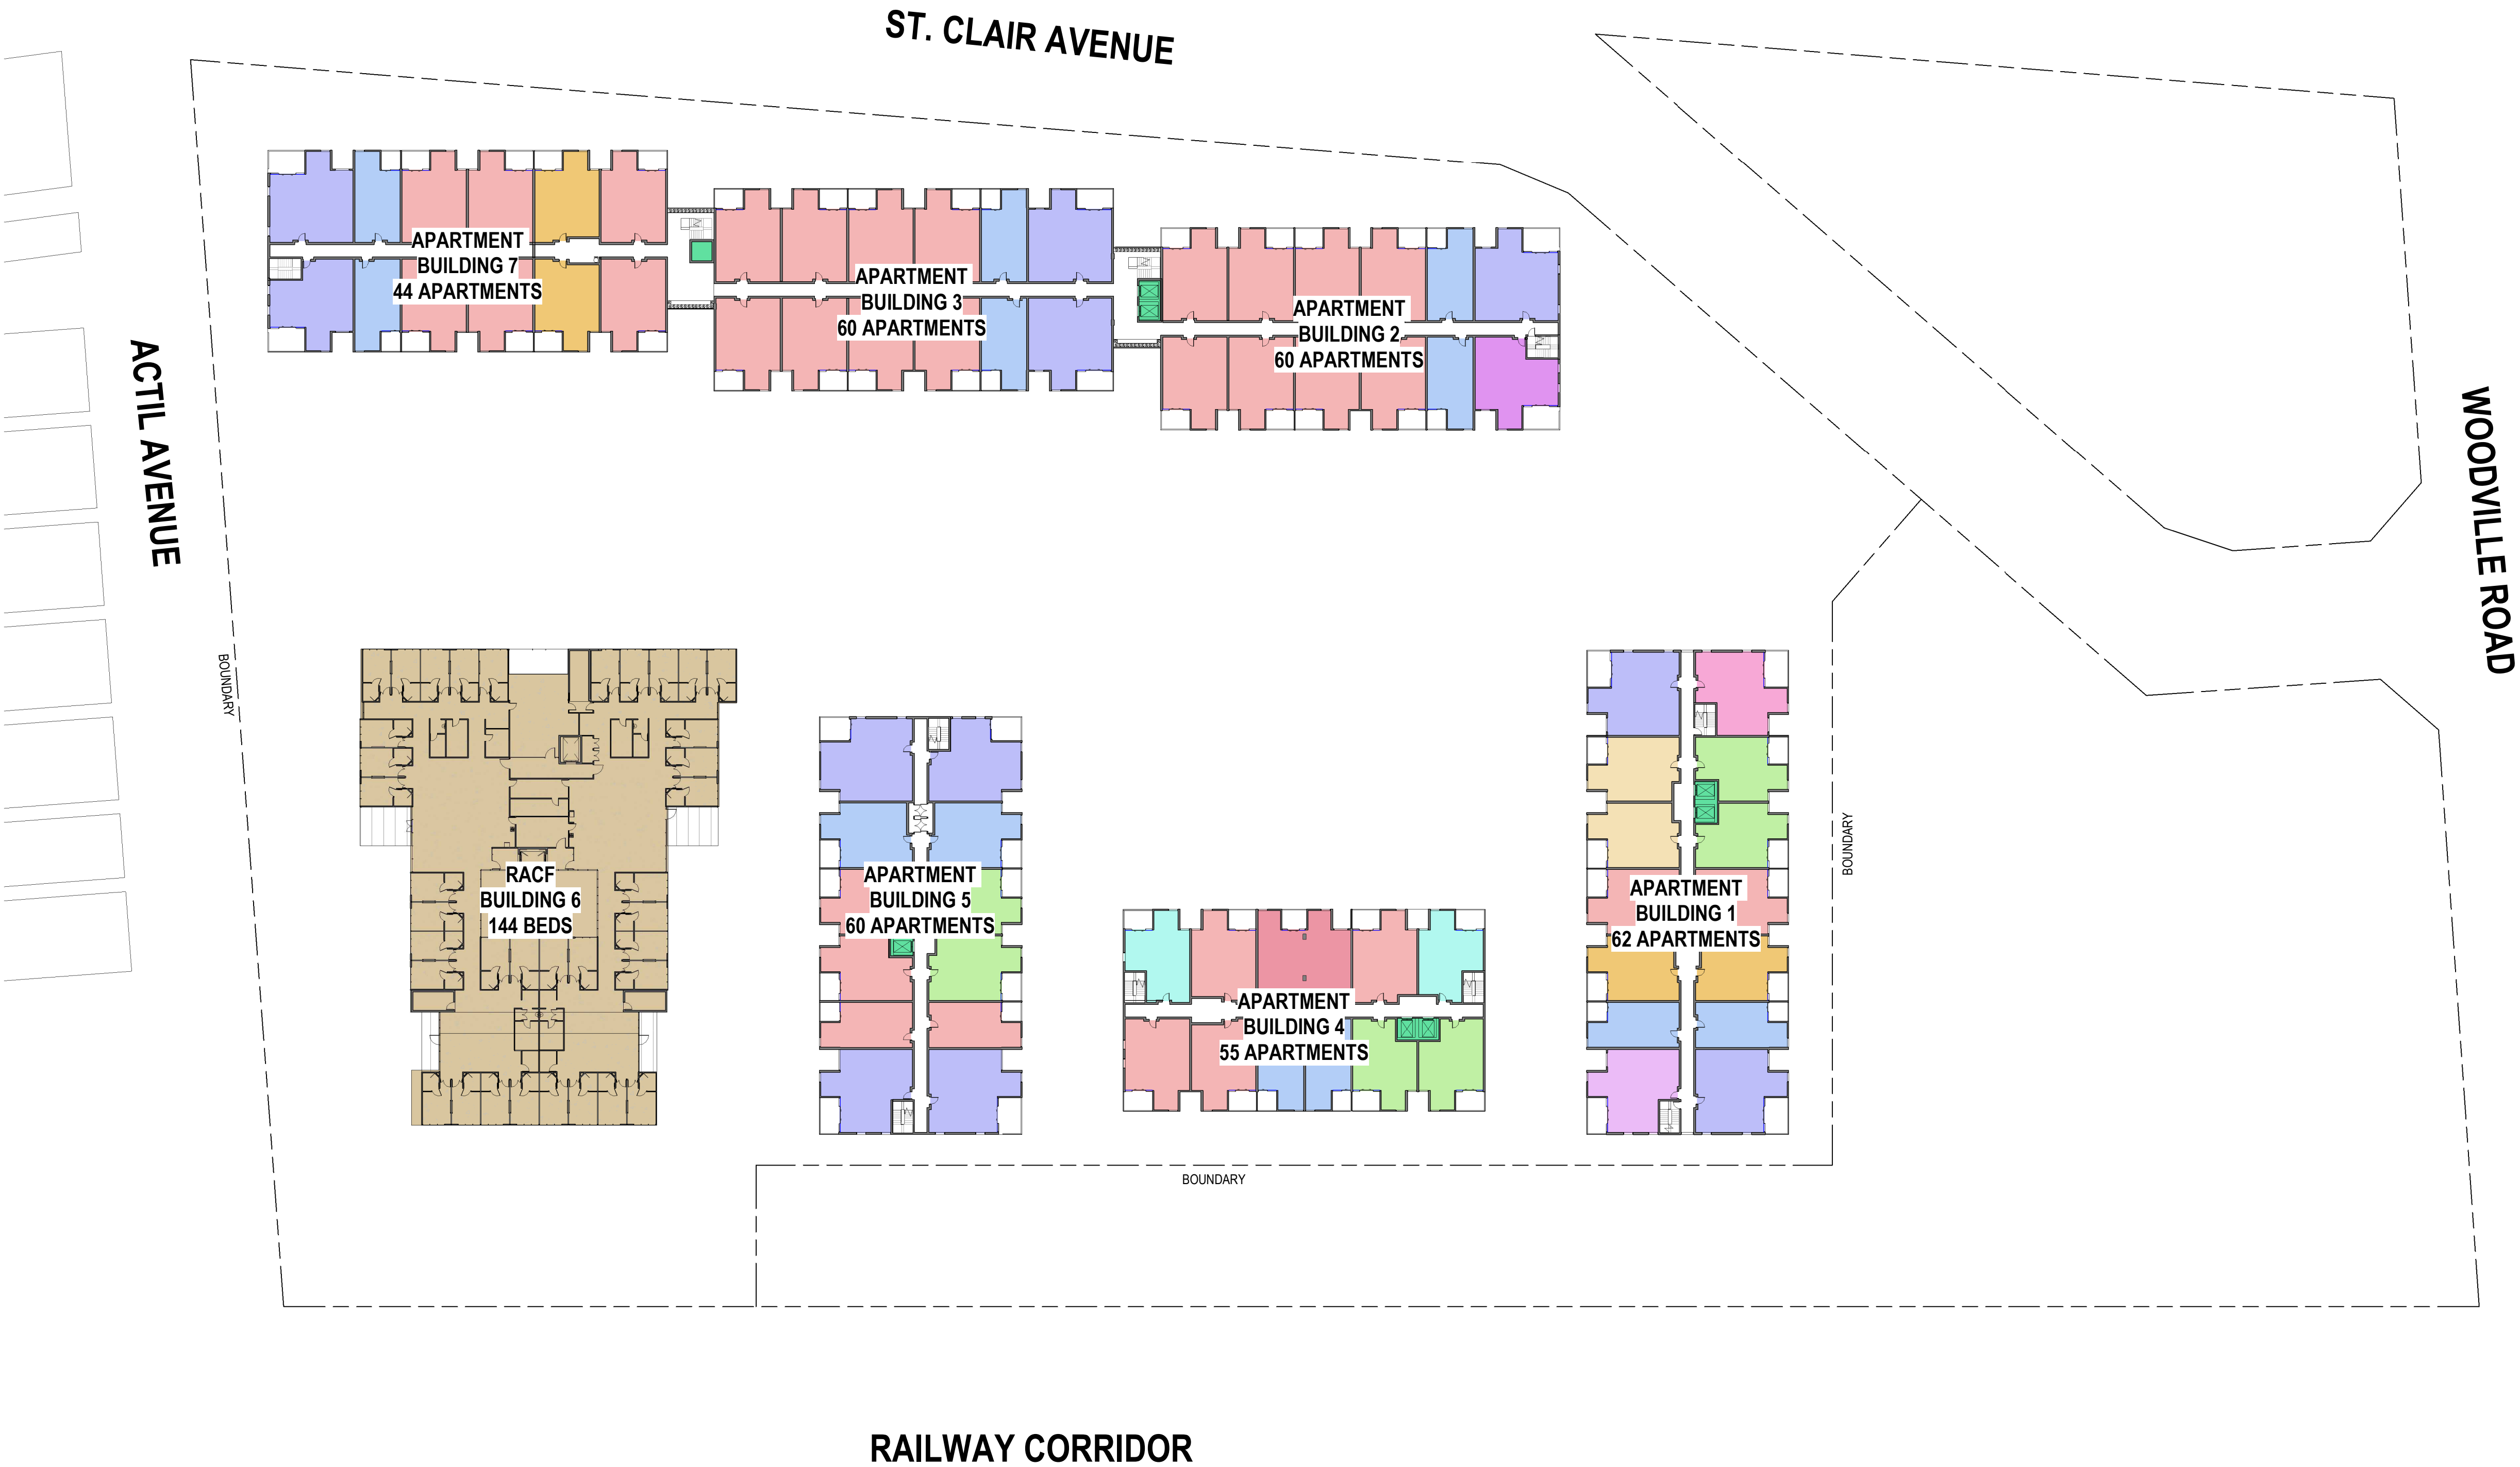 ST. CLAIR AVENUE
APARTMENT
BUILDING 7
44 APARTMENTS
APARTMENT
BUILDING 3
60 APARTMENTS
APARTMENT
BUILDING 2
60 APARTMENTS
ACTIL AVENUE
WOODVILLE ROAD
BOUNDARY
RACF
BUILDING 6
144 BEDS
APARTMENT
BUILDING 5
60 APARTMENTS
APARTMENT
BUILDING 4
55 APARTMENTS
APARTMENT
BUILDING 1
62 APARTMENTS
BOUNDARY
BOUNDARY
RAILWAY CORRIDOR